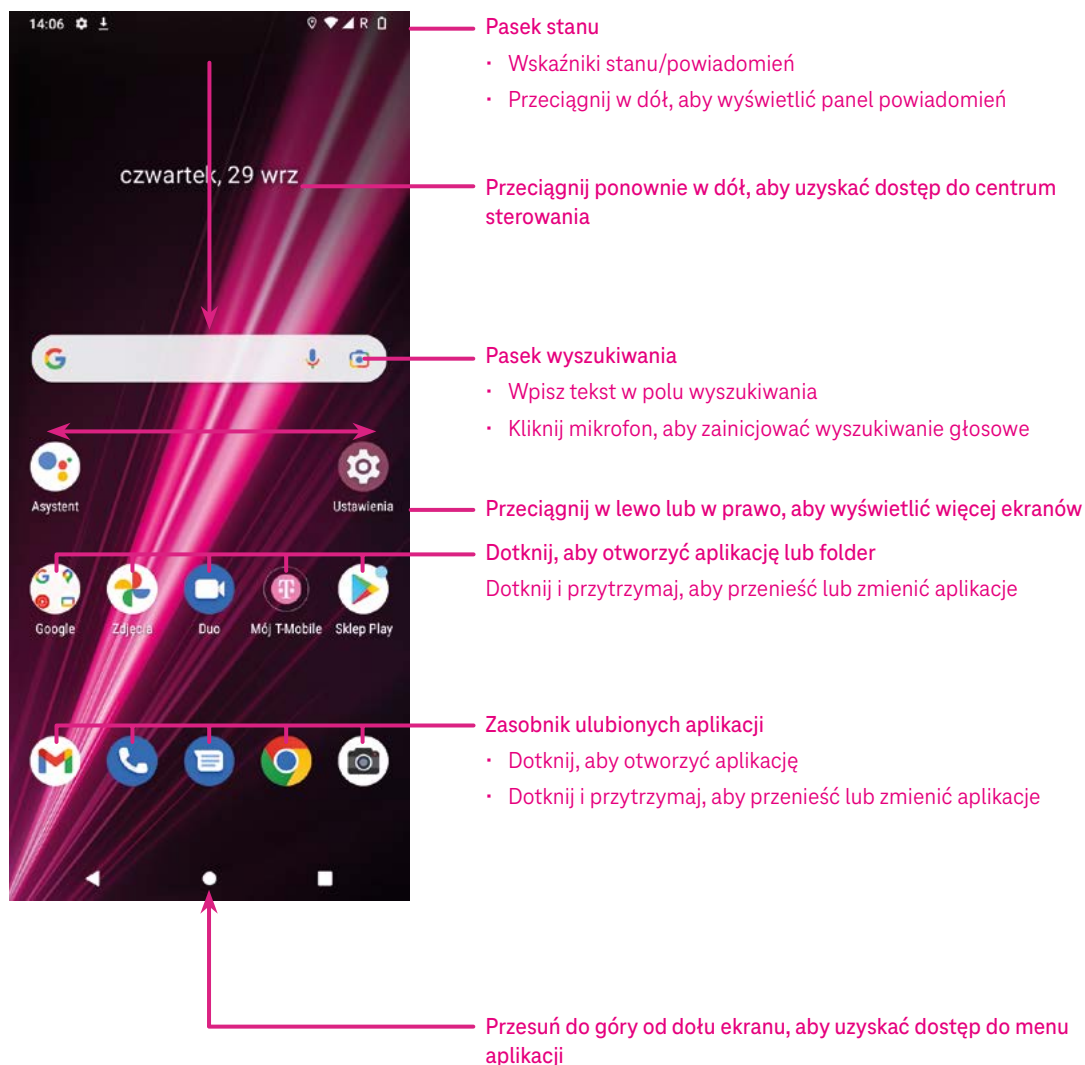 14:06
R
Pasek stanu
· Wskaźniki stanu/powiadomień
· Przeciągnij w dół, aby wyświetlić panel powiadomień
czwartek, 29 wrz
Przeciągnij ponownie w dół, aby uzyskać dostęp do centrum
sterowania
G
Pasek wyszukiwania
· Wpisz tekst w polu wyszukiwania
· Kliknij mikrofon, aby zainicjować wyszukiwanie głosowe
Asystent
Ustawienia
Przeciągnij w lewo lub w prawo, aby wyświetlić więcej ekranów
Dotknij, aby otworzyć aplikację lub folder
Dotknij i przytrzymaj, aby przenieść lub zmienić aplikacje
G
T
Google
Zdjęcia
Duo
Mój T-Mobile
Sklep Play
Zasobnik ulubionych aplikacji
· Dotknij, aby otworzyć aplikację
· Dotknij i przytrzymaj, aby przenieść lub zmienić aplikacje
Przesuń do góry od dołu ekranu, aby uzyskać dostęp do menu
aplikacji